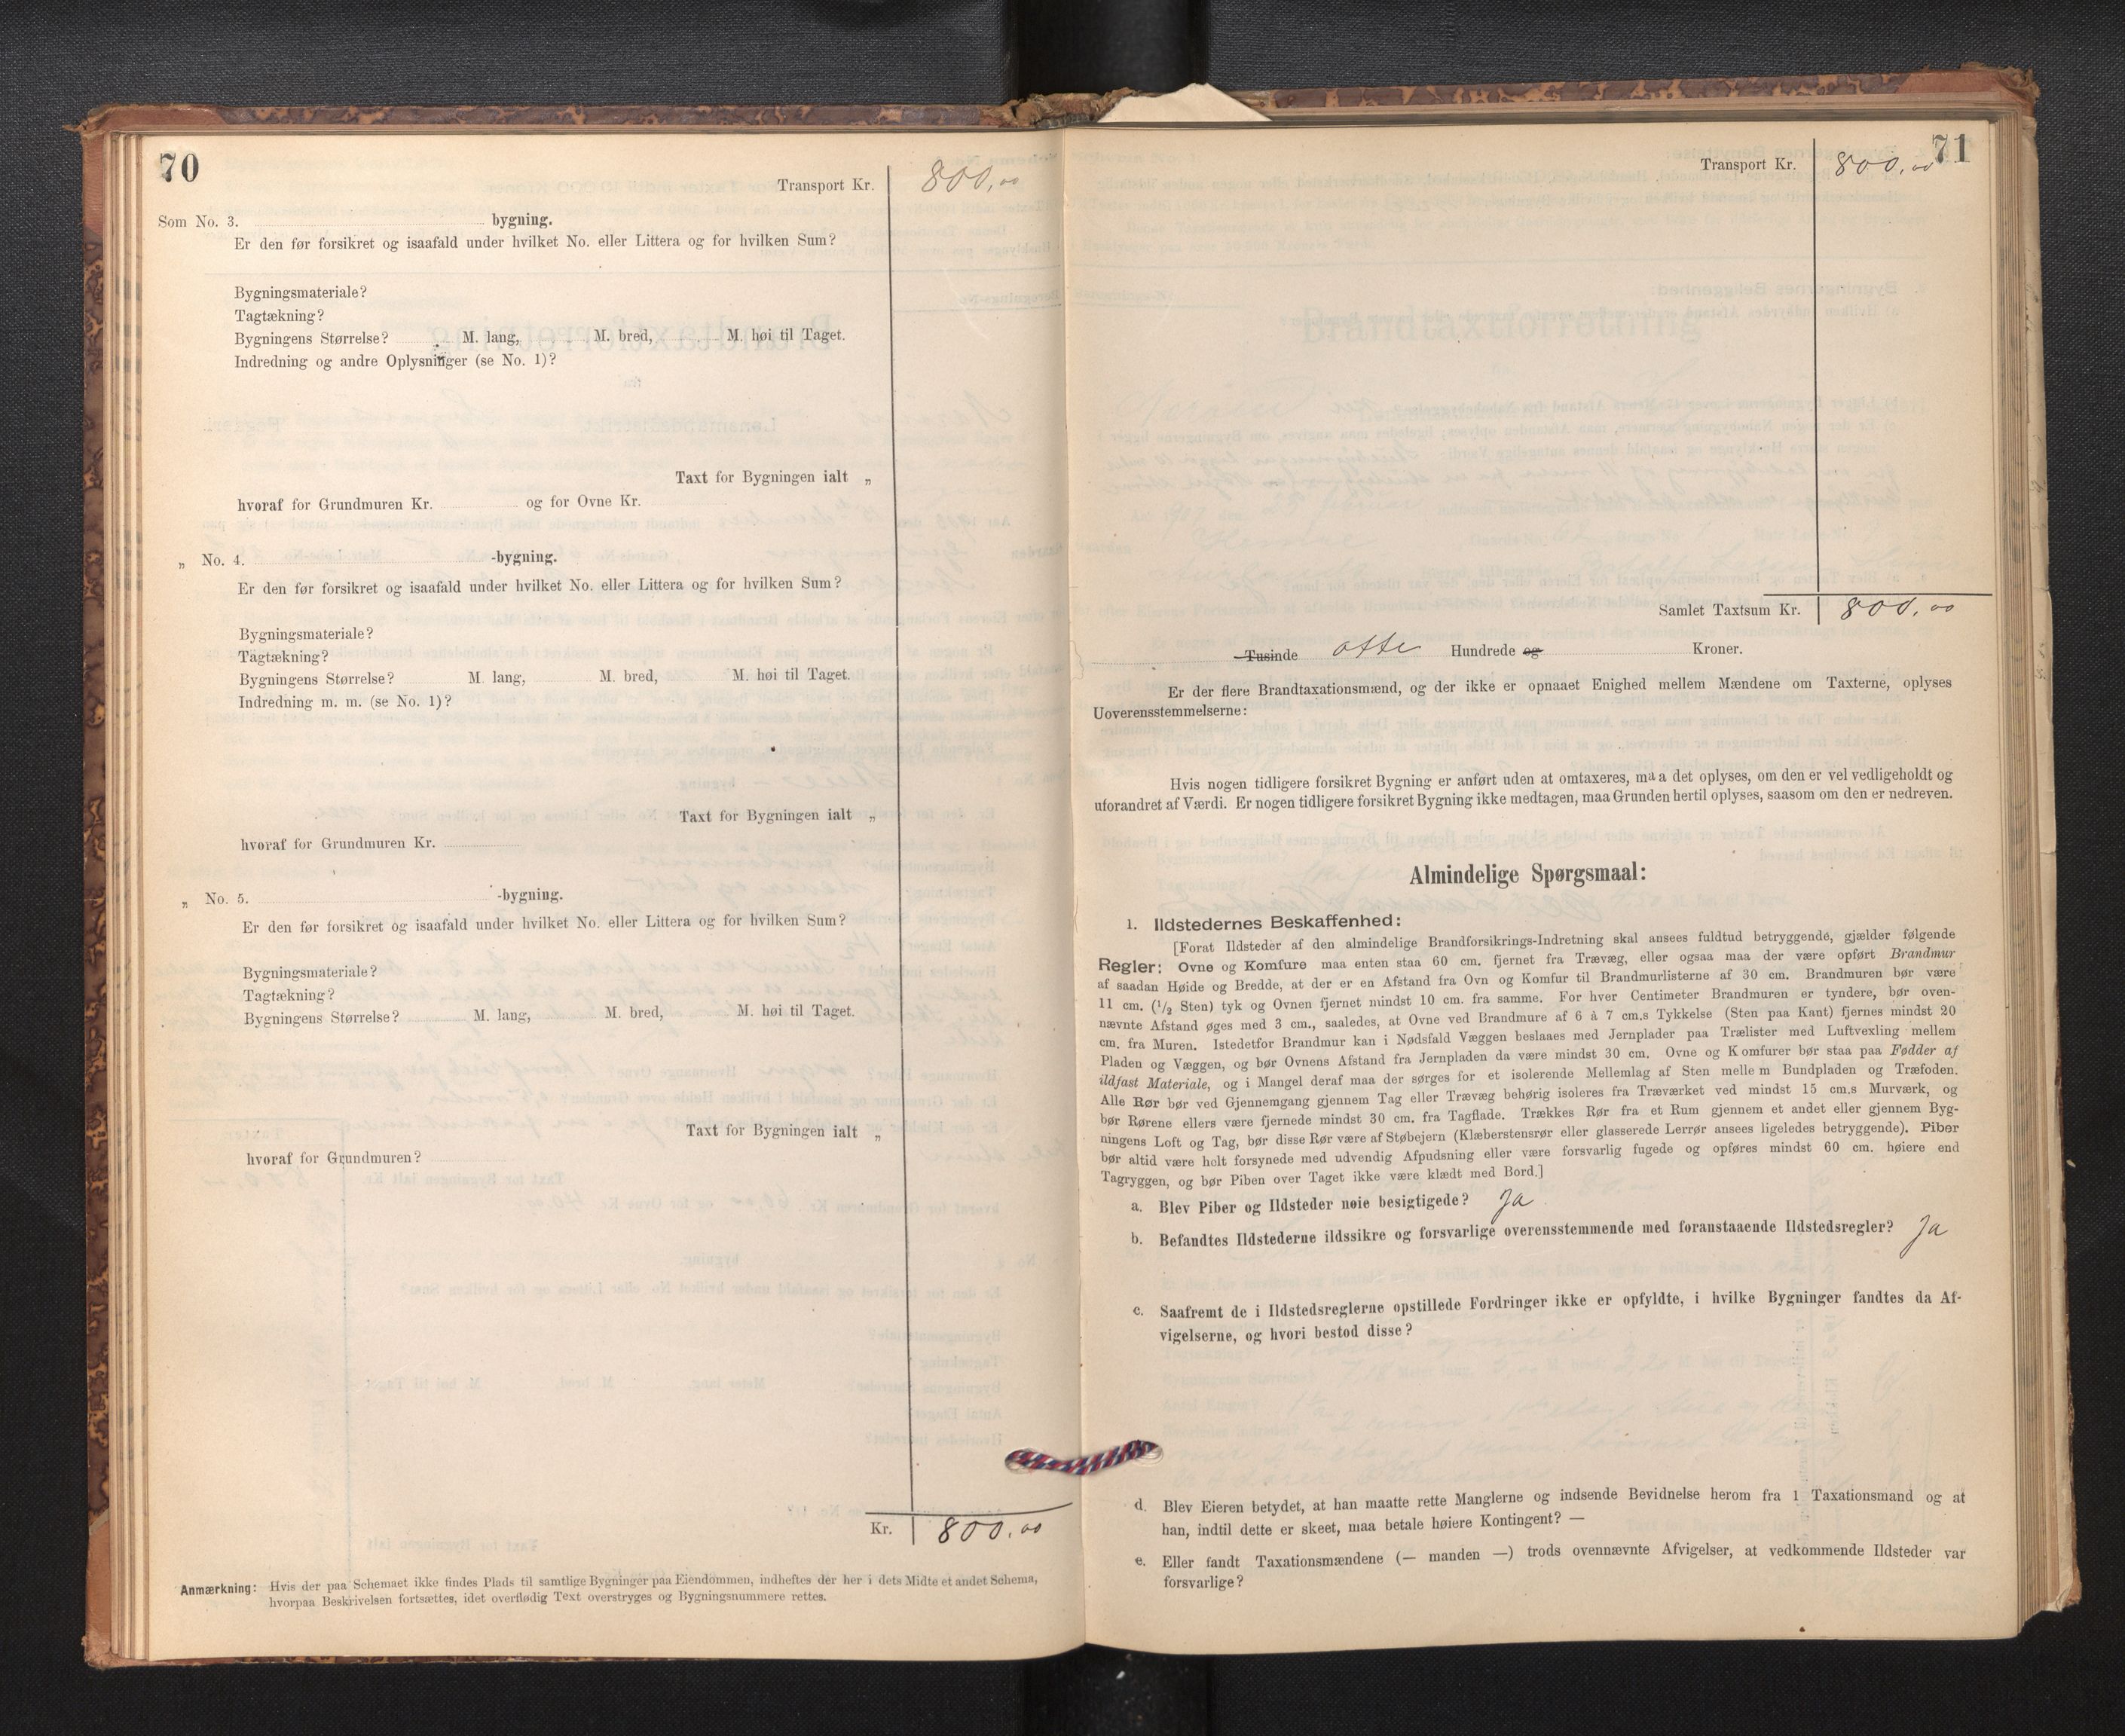 70
Transport Kr. 800,00
Som No. 3. bygning.
Er den før forsikret og isaafald under hvilket No. eller Littera og for hvilken Sum?
Bygningsmateriale?
Tagtækning?
Bygningens Størrelse? M. lang, M. bred, M. høi til Taget.
Indredning og andre Oplysninger (se No. 1)?
Taxt for Bygningen ialt „
hvoraf for Grundmuren Kr. og for Ovne Kr.
„ No. 4. -bygning.
Er den før forsikret og isaafald under hvilket No. eller Littera og for hvilken Sum?
Bygningsmateriale?
Tagtækning?
Bygningens Størrelse? M. lang, M. bred, M. høi til Taget.
Indredning m. m. (se No. 1)?
Taxt for Bygningen ialt „
hvoraf for Grundmuren Kr.
„ No. 5. -bygning.
Er den før forsikret og isaafald under hvilket No. eller Littera og for hvilken Sum?
Bygningsmateriale?
Tagtækning?
Bygningens Størrelse? M. lang, M. bred, M. høi til Taget.
Taxt for Bygningen ialt „
hvoraf for Grundmuren?
Kr. 800,00
Anmærkning: Hvis der paa Schemaet ikke findes Plads til samtlige Bygninger paa Eiendommen, indheftes der her i dets Midte et andet Schema,
hvorpaa Beskrivelsen fortsættes, idet overflødig Text overstryges og Bygningsnummere rettes.
71
Transport Kr. 800,00
Samlet Taxtsum Kr. 800,00
Tusinde otte Hundrede og Kroner.
Er der flere Brandtaxationsmænd, og der ikke er opnaaet Enighed mellem Mændene om Taxterne, oplyses
Uoverensstemmelserne:
Hvis nogen tidligere forsikret Bygning er anført uden at omtaxeres, maa det oplyses, om den er vel vedligeholdt og
uforandret af Værdi. Er nogen tidligere forsikret Bygning ikke medtagen, maa Grunden hertil oplyses, saasom om den er nedreven.
Almindelige Spørgsmaal:
1. Ildstedernes Beskaffenhed:
[Forat Ildsteder af den almindelige Brandforsikrings-Indretning skal ansees fuldtud betryggende, gjælder følgende
Regler: Ovne og Komfure maa enten staa 60 cm. fjernet fra Trævæg, eller ogsaa maa der være opført Brandmur
af saadan Høide og Bredde, at der er en Afstand fra Ovn og Komfur til Brandmurlisterne af 30 cm. Brandmuren bør være
11 cm. (1/2 Sten) tyk og Ovnen fjernet mindst 10 cm. fra samme. For hver Centimeter Brandmuren er tyndere, bør oven-
nævnte Afstand øges med 3 cm., saaledes, at Ovne ved Brandmure af 6 à 7 cm.s Tykkelse (Sten paa Kant) fjernes mindst 20
cm. fra Muren. Istedetfor Brandmur kan i Nødsfald Væggen beslaaes med Jernplader paa Trælister med Luftvexling mellem
Pladen og Væggen, og bør Ovnens Afstand fra Jernpladen da være mindst 30 cm. Ovne og Komfurer bør staa paa Fødder af
ildfast Materiale, og i Mangel deraf maa der sørges for et isolerende Mellemlag af Sten mellem Bundpladen og Træfoden.
Alle Rør bør ved Gjennemgang gjennem Tag eller Trævæg behørig isoleres fra Træværket ved mindst 15 cm.s Murværk, og
bør Rørene ellers være fjernede mindst 30 cm. fra Tagflade. Trækkes Rør fra et Rum gjennem et andet eller gjennem Byg-
ningens Loft og Tag, bør disse Rør være af Støbejern (Klæberstensrør eller glasserede Lerrør ansees ligeledes betryggende). Piber
bør altid være helt forsynede med udvendig Afpudsning eller være forsvarlig fugede og opføres mindst 60 cm. høiere end
Tagryggen, og bør Piben over Taget ikke være klædt med Bord.]
a. Blev Piber og Ildsteder nøie besigtigede? Ja
b. Befandtes Ildstederne ildssikre og forsvarlige overensstemmende med foranstaaende Ildstedsregler? Ja
c. Saafremt de i Ildstedsreglerne opstillede Fordringer ikke er opfyldte, i hvilke Bygninger fandtes da Af-
vigelserne, og hvori bestod disse?
d. Blev Eieren betydet, at han maatte rette Manglerne og indsende Bevidnelse herom fra 1 Taxationsmand og at
han, indtil dette er skeet, maa betale høiere Kontingent? —
e. Eller fandt Taxationsmændene (— manden —) trods ovennævnte Afvigelser, at vedkommende Ildsteder var
forsvarlige?